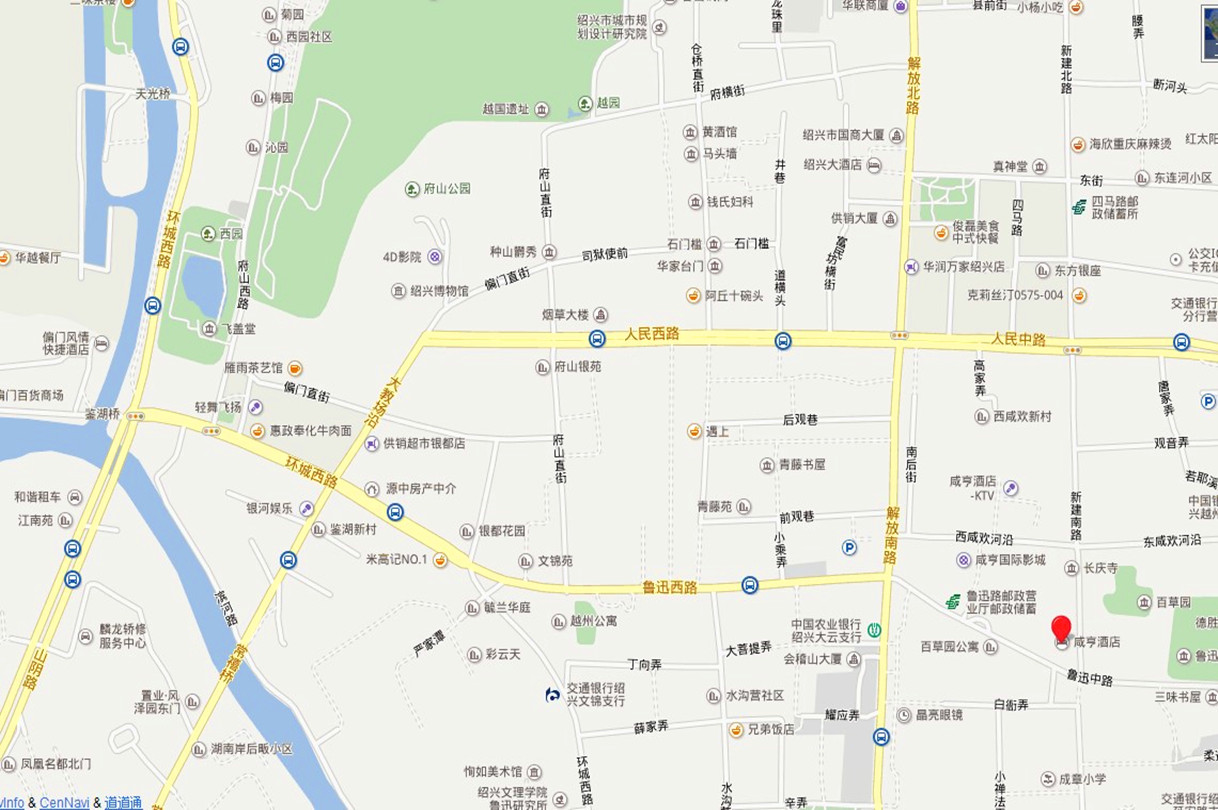 菊园
西园社区
绍兴市城市规
划设计研究院
龙珠里
华联商厦
县前街
小杨小吃
腰弄
仓桥直街
解放北路
新建北路
断河头
天光桥
梅园
府横街
越国遗址
越园
沁园
黄酒馆
马头墙
井巷
绍兴市国商大厦
绍兴大酒店
海欣重庆麻辣烫
红太阳
真神堂
东街
东连河小区
府山公园
府山直街
钱氏妇科
四马路
四马路邮
政储蓄所
环城西路
西园
供销大厦
俊磊美食
中式快餐
华越餐厅
4D影院
种山爵秀
司狱使前
石门槛
石门槛
富民坊横街
华家台门
华润万家绍兴店
东方银座
公交IC
卡充值
府山西路
偏门直街
绍兴博物馆
阿丘十碗头
道横头
克莉丝汀0575-004
交通银行
分行营
飞盖堂
烟草大楼
人民西路
人民中路
偏门风情
快捷酒店
雁雨茶艺馆
府山银苑
高家弄
唐家弄
偏门百货商场
大教场沿
偏门直街
鉴湖桥
轻舞飞扬
惠政奉化牛肉面
供销超市银都店
遇上
后观巷
西咸欢新村
观音弄
府山直街
青藤书屋
南后街
环城西路
源中房产中介
咸亨酒店
-KTV
若耶溪
和谐租车
江南苑
银河娱乐
鉴湖新村
银都花园
青藤苑
前观巷
解放南路
新建南路
中国银
兴越州
小乘弄
西咸欢河沿
东咸欢河沿
米高记NO.1
文锦苑
咸亨国际影城
长庆寺
鲁迅西路
滨河路
毓兰华庭
越州公寓
鲁迅路邮政营
业厅邮政储蓄
百草园
麟龙轿修
服务中心
严家潭
中国农业银行
绍兴大云支行
百草园公寓
咸亨酒店
德胜
山阴路
常禧桥
彩云天
丁向弄
大菩提弄
会稽山大厦
鲁迅
鲁迅中路
置业·风
泽园东门
交通银行绍
兴文锦支行
水沟营社区
三味书屋
白衙弄
薛家弄
兄弟饭店
耀应弄
晶亮眼镜
湖南岸后畈小区
凤凰名都北门
恂如美术馆
环城西路
绍兴文理学院
鲁迅研究所
水沟
辛弄
小禅法
成章小学
交通银行绍
CenNavi & 道道通